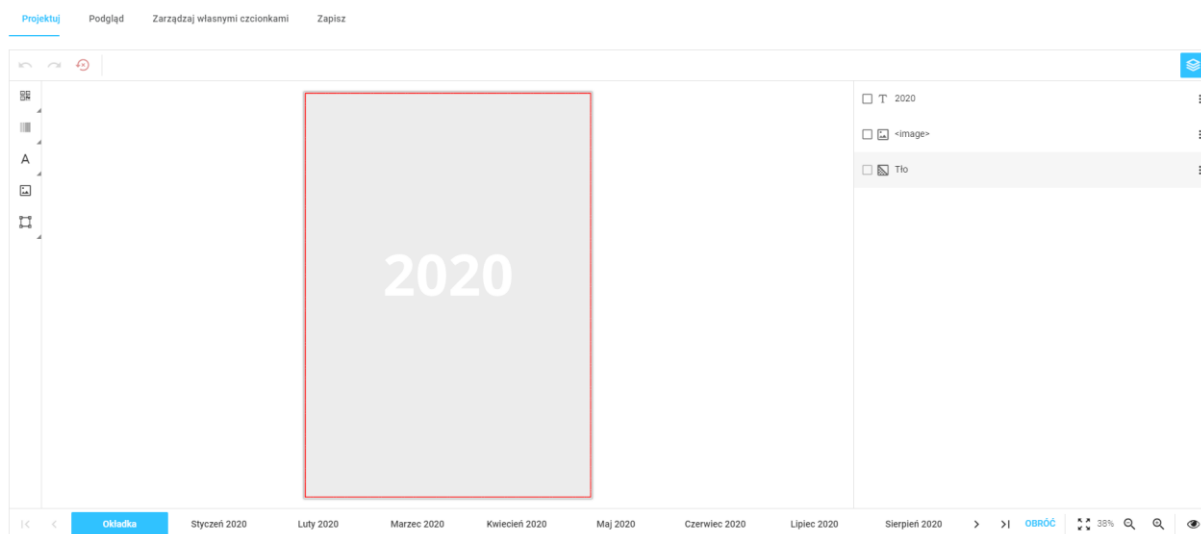 Projektuj Podgląd Zarządzaj własnymi czcionkami Zapisz
T 2020
<image>
Tło
A
2020
Okładka Styczeń 2020 Luty 2020 Marzec 2020 Kwiecień 2020 Maj 2020 Czerwiec 2020 Lipiec 2020 Sierpień 2020 OBRÓĆ 38%